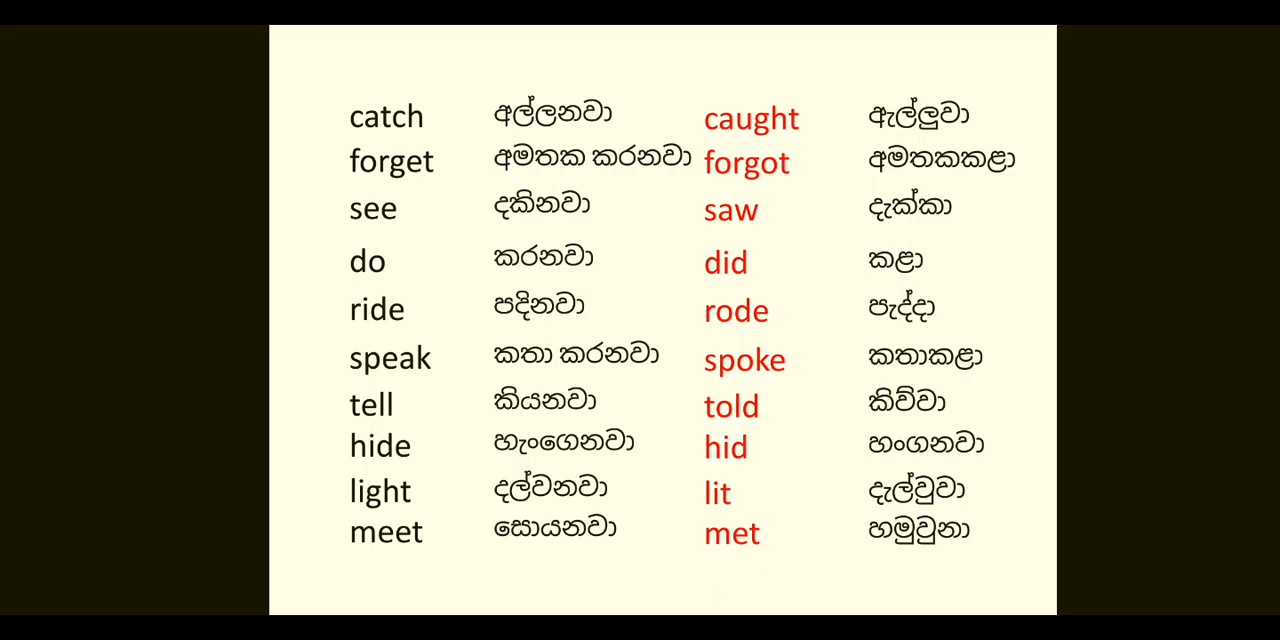 catch අල්ලනවා caught ඇල්ලුවා
forget අමතක කරනවා forgot අමතකකළා
see දකිනවා saw දැක්කා
do කරනවා did කළා
ride පදිනවා rode පැද්දා
speak කතා කරනවා spoke කතාකළා
tell කියනවා told කිව්වා
hide හැංගෙනවා hid හංගනවා
light දල්වනවා lit දැල්වුවා
meet සොයනවා met හමුවුනා